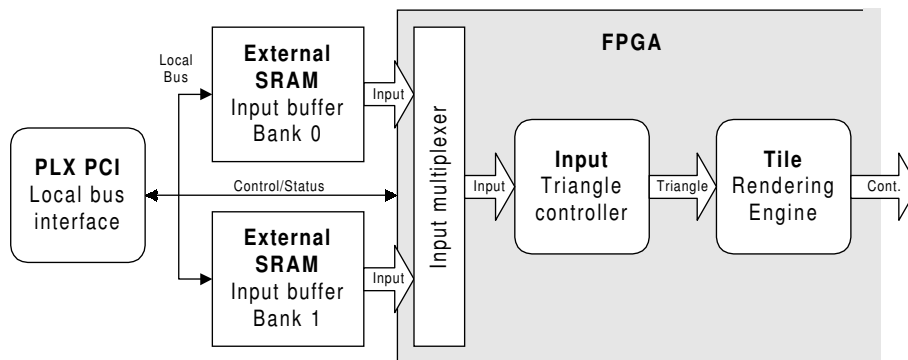 PLX PCI
Local bus
interface
Local
Bus
External
SRAM
Input buffer
Bank 0
Input
Control/Status
External
SRAM
Input buffer
Bank 1
Input
FPGA
Input multiplexer
Input
Input
Triangle
controller
Triangle
Tile
Rendering
Engine
Cont.